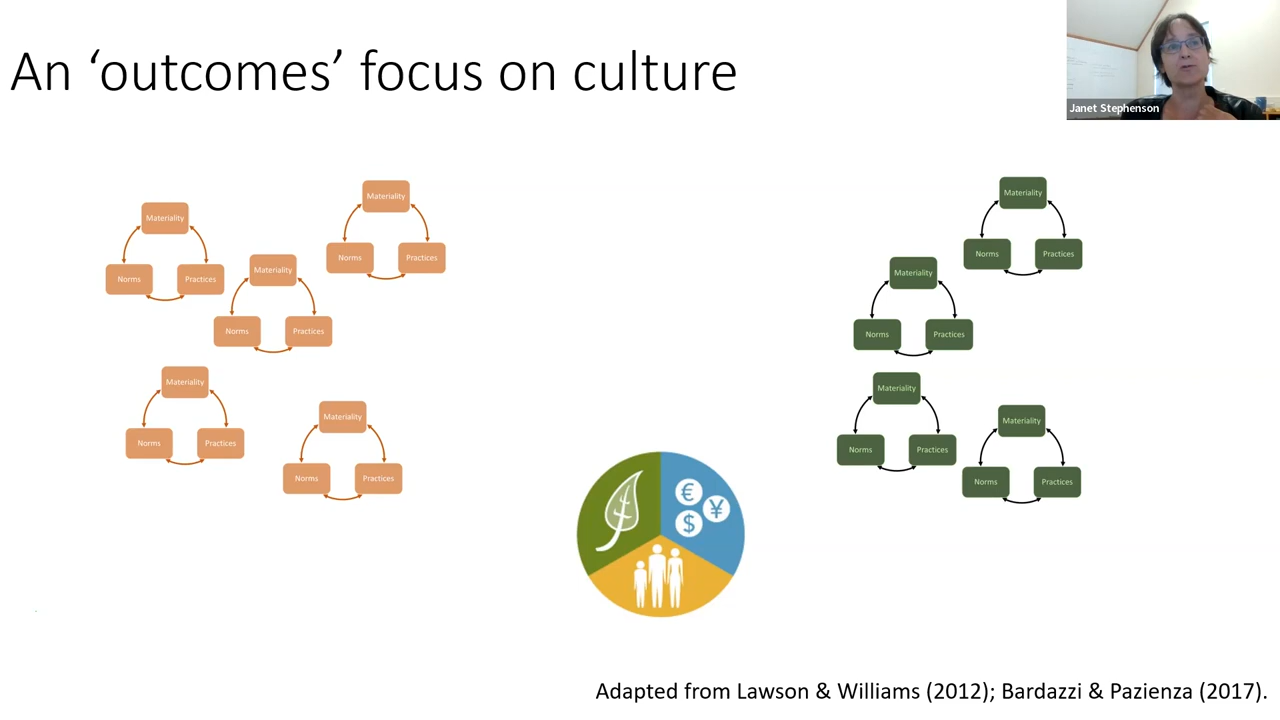 An ‘outcomes’ focus on culture
Janet Stephenson
Materiality
Norms
Practices
Materiality
Norms
Practices
Materiality
Norms
Practices
Materiality
Norms
Practices
Materiality
Norms
Practices
Materiality
Norms
Practices
Materiality
Norms
Practices
Materiality
Norms
Practices
Materiality
Norms
Practices
€
¥
$
Adapted from Lawson & Williams (2012); Bardazzi & Pazienza (2017).